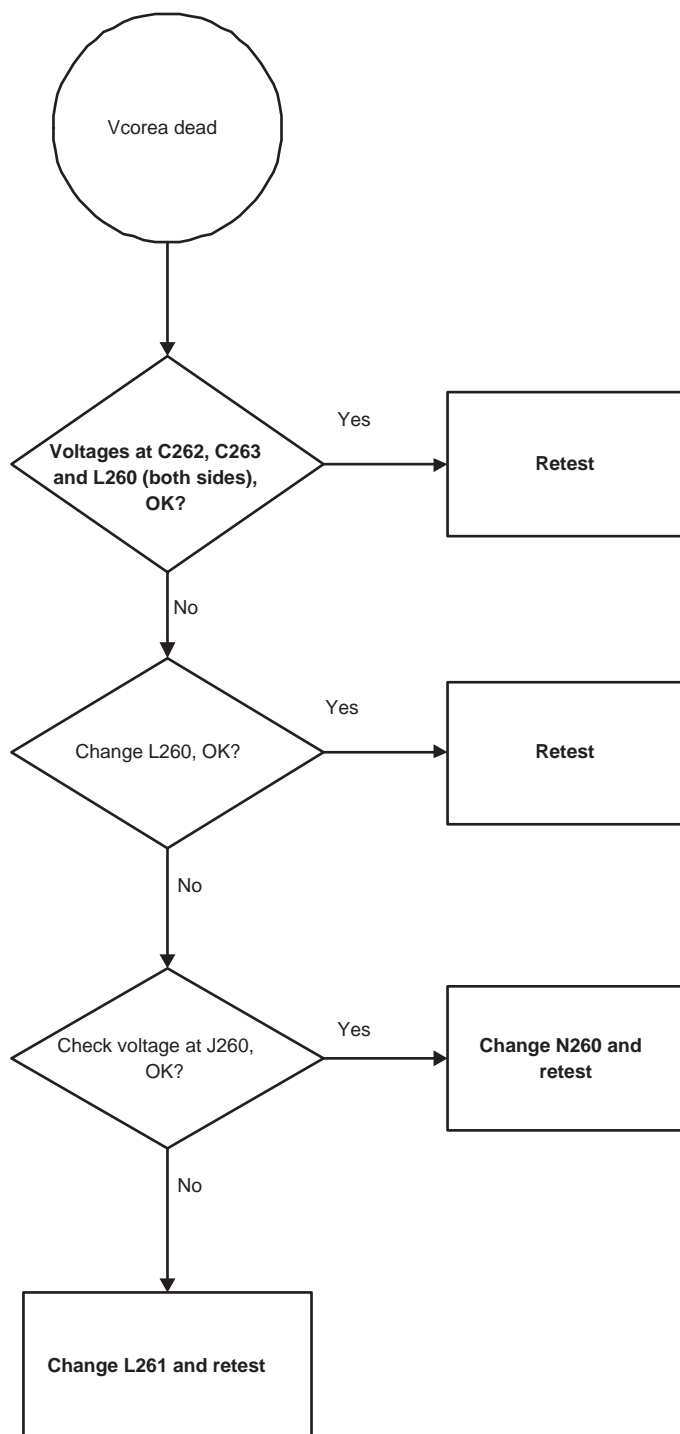 Vcorea dead
Voltages at C262, C263
and L260 (both sides),
OK?
Yes
Retest
No
Change L260, OK?
Yes
Retest
No
Check voltage at J260,
OK?
Yes
Change N260 and
retest
No
Change L261 and retest